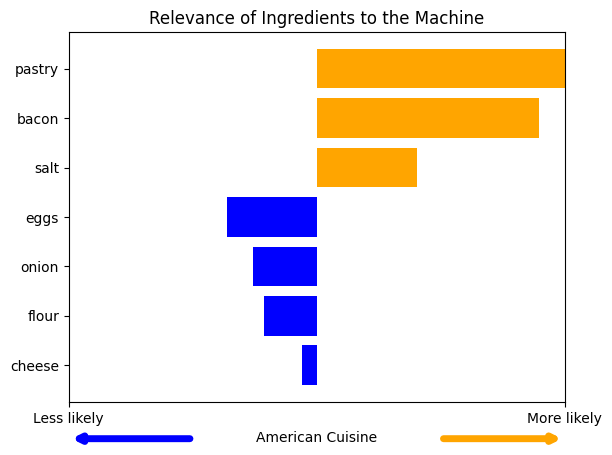 Relevance of Ingredients to the Machine
pastry
bacon
salt
eggs
onion
flour
cheese
Less likely
More likely
American Cuisine